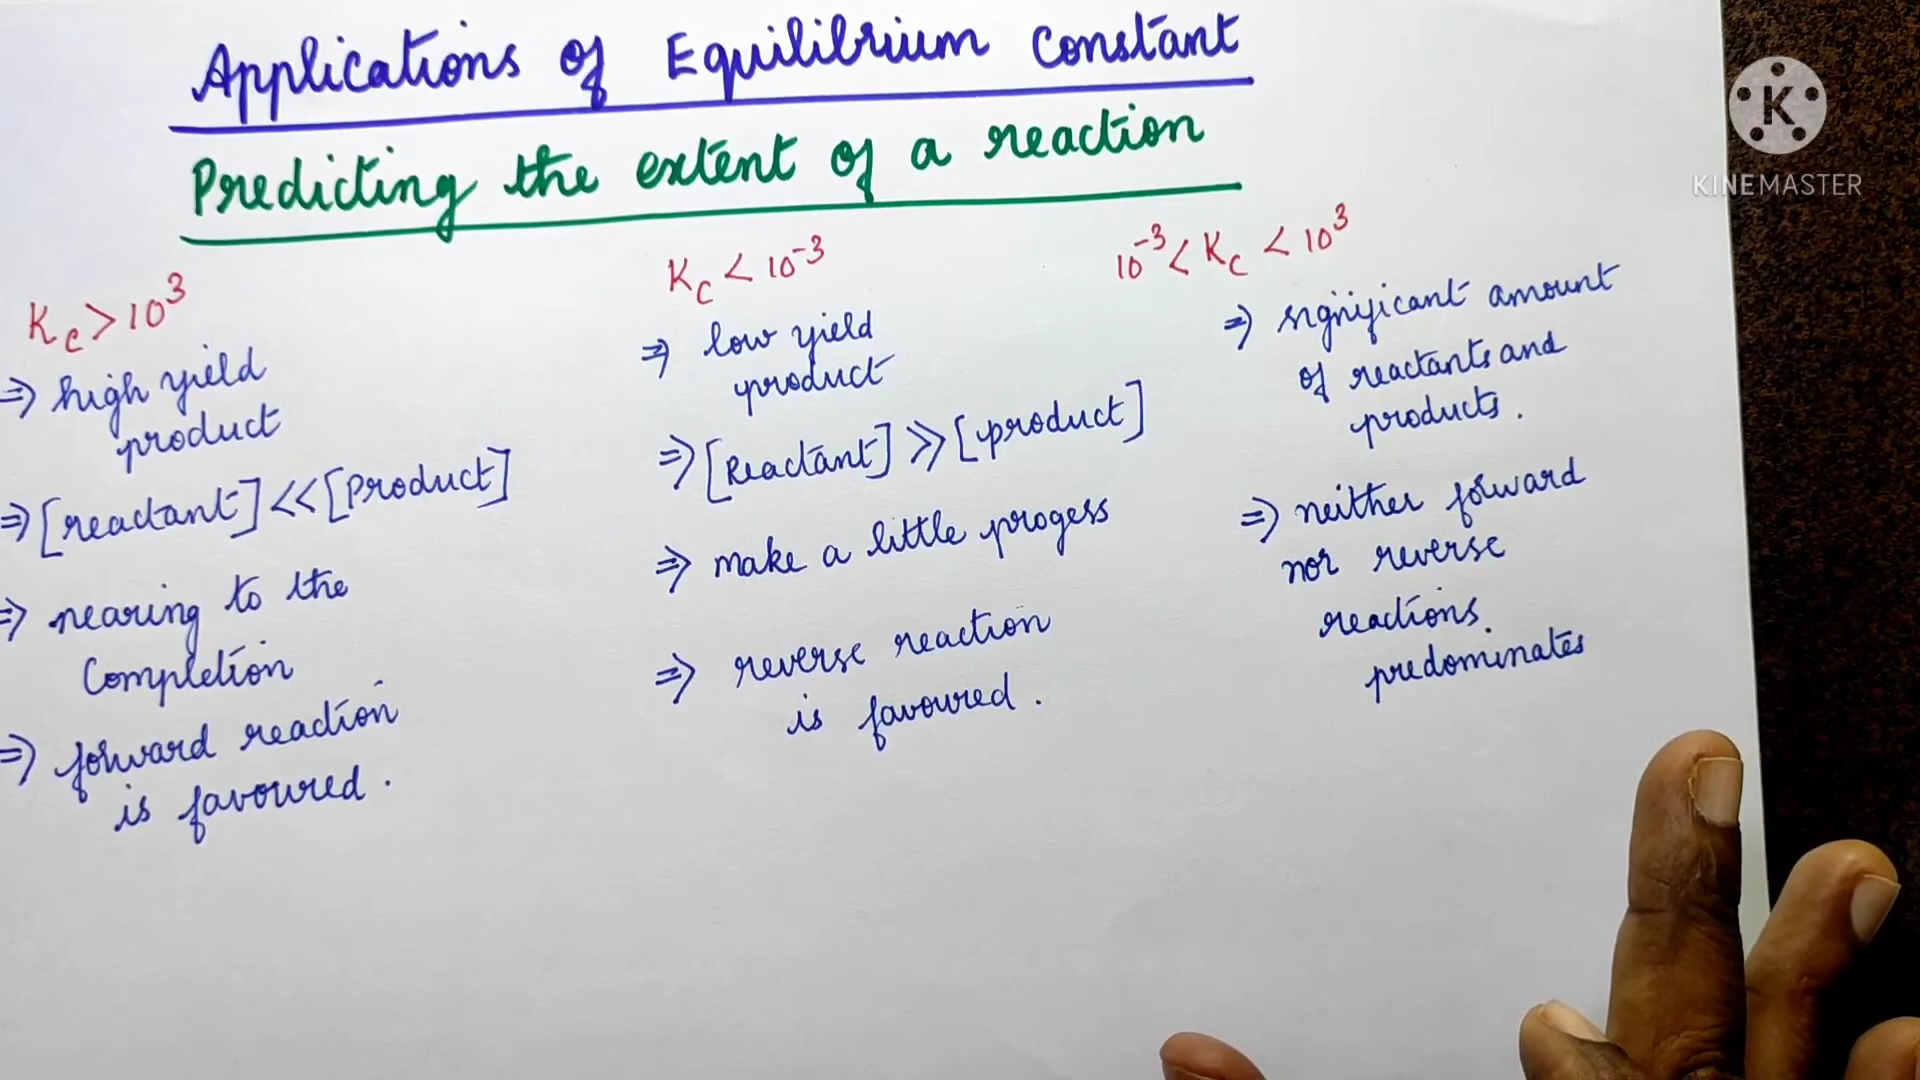 Applications of Equilibrium Constant
Predicting the extent of a reaction
Kc > 10³
⇒ high yield
product
⇒ [reactant] << [Product]
⇒ nearing to the
Completion
⇒ forward reaction
is favoured.
Kc < 10⁻³
⇒ low yield
product
⇒ [Reactant] >> [product]
⇒ make a little progess
⇒ reverse reaction
is favoured.
10⁻³ < Kc < 10³
⇒ significant amount
of reactants and
products.
⇒ neither forward
nor reverse
reactions
predominates
K
KINEMASTER